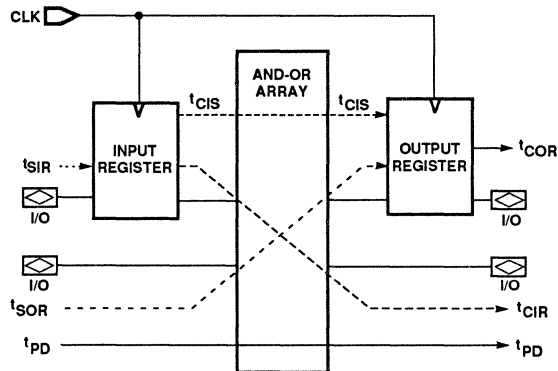 CLK
AND-OR
ARRAY
tCIS
tCIS
INPUT
REGISTER
OUTPUT
REGISTER
tSIR
tCOR
I/O
I/O
I/O
I/O
tSOR
tCIR
tPD
tPD